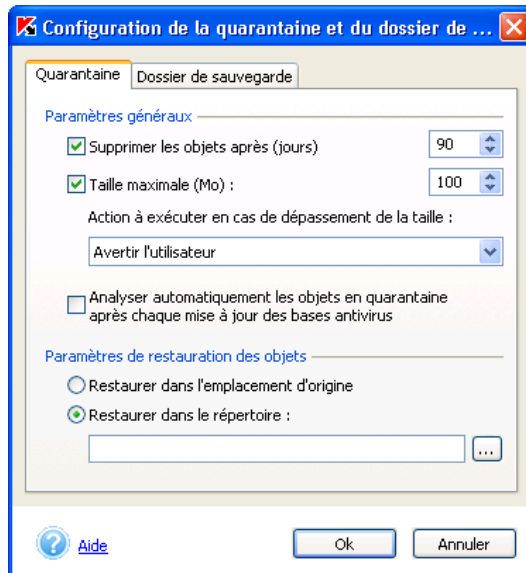 Configuration de la quarantaine et du dossier de ...
Quarantaine
Dossier de sauvegarde
Paramètres généraux
Supprimer les objets après (jours)
90
Taille maximale (Mo) :
100
Action à exécuter en cas de dépassement de la taille :
Avertir l'utilisateur
Analyser automatiquement les objets en quarantaine
après chaque mise à jour des bases antivirus
Paramètres de restauration des objets
Restaurer dans l'emplacement d'origine
Restaurer dans le répertoire :
...
Aide
Ok
Annuler